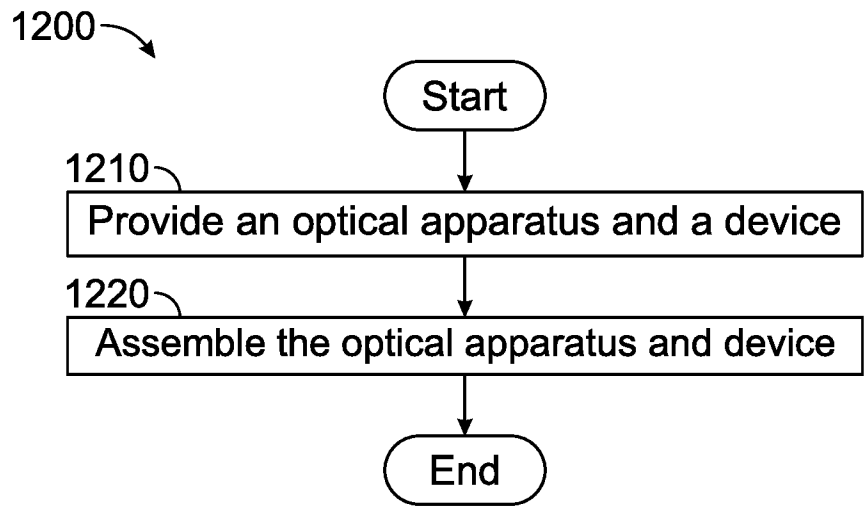 1200
Start
1210
Provide an optical apparatus and a device
1220
Assemble the optical apparatus and device
End